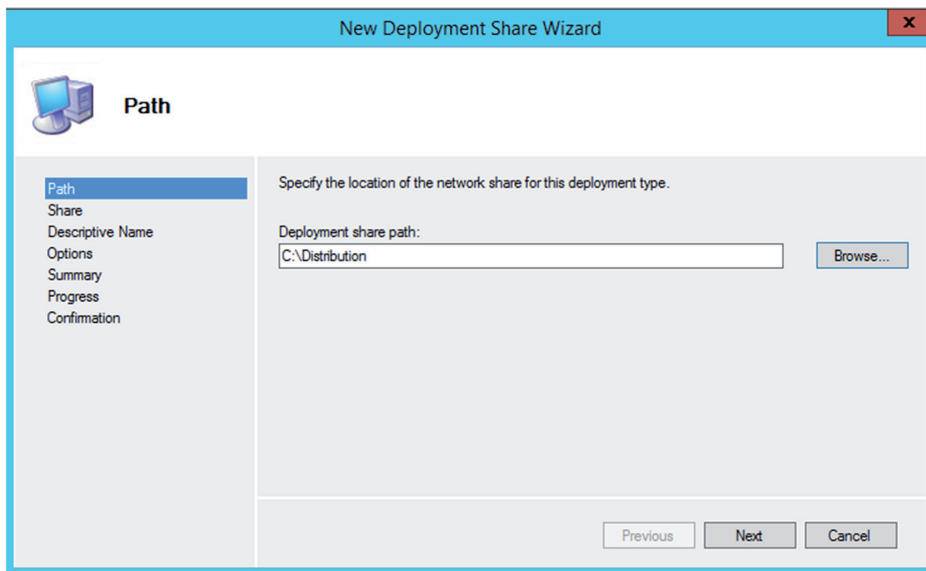 New Deployment Share Wizard
x
Path
Path
Share
Descriptive Name
Options
Summary
Progress
Confirmation
Specify the location of the network share for this deployment type.
Deployment share path:
C:\Distribution
Browse...
Previous
Next
Cancel